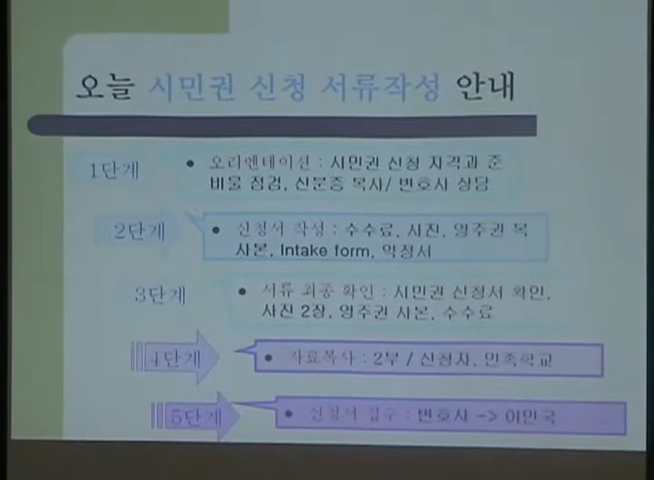 오늘 시민권 신청 서류작성 안내
1단계
• 오리엔테이션 : 시민권 신청 자격과 준
비물 점검, 신분증 복사/ 변호사 상담
2단계
• 신청서 작성 : 수수료, 사진, 영주권 복
사본, Intake form, 약정서
3단계
• 서류 최종 확인 : 시민권 신청서 확인,
사진 2장, 영주권 사본, 수수료
4단계
• 자료복사 : 2부 / 신청자, 민족학교
5단계
• 신청서 접수 : 변호사 -> 이민국